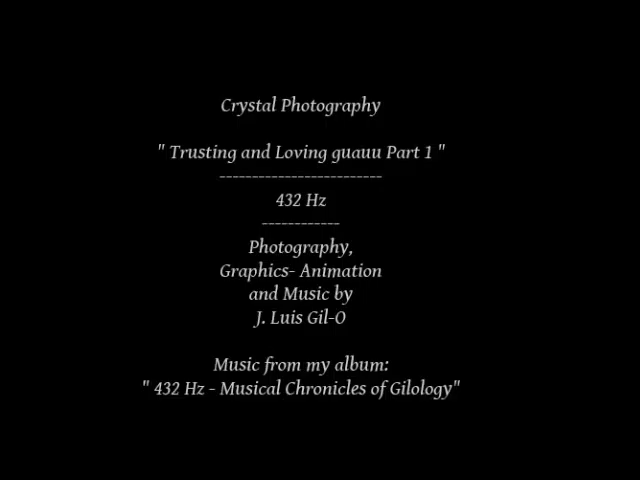 Crystal Photography
" Trusting and Loving guauu Part 1 "
-------------------------
432 Hz
------------
Photography,
Graphics- Animation
and Music by
J. Luis Gil-O
Music from my album:
" 432 Hz - Musical Chronicles of Gilology"